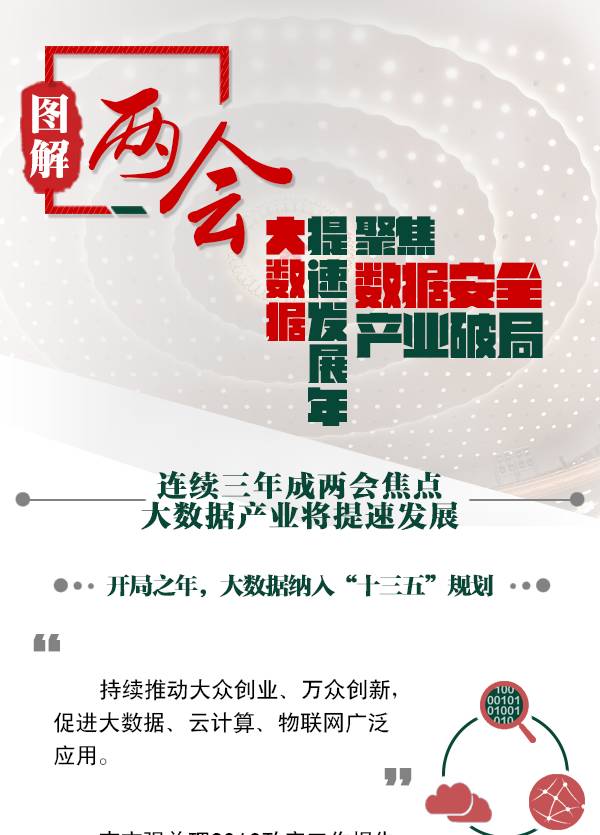 图解
两会
大数据
提速发展年
聚焦
数据安全
产业破局
连续三年成两会焦点
大数据产业将提速发展
开局之年，大数据纳入“十三五”规划
“
持续推动大众创业、万众创新，
促进大数据、云计算、物联网广泛
应用。
”
100
00101
01001
010